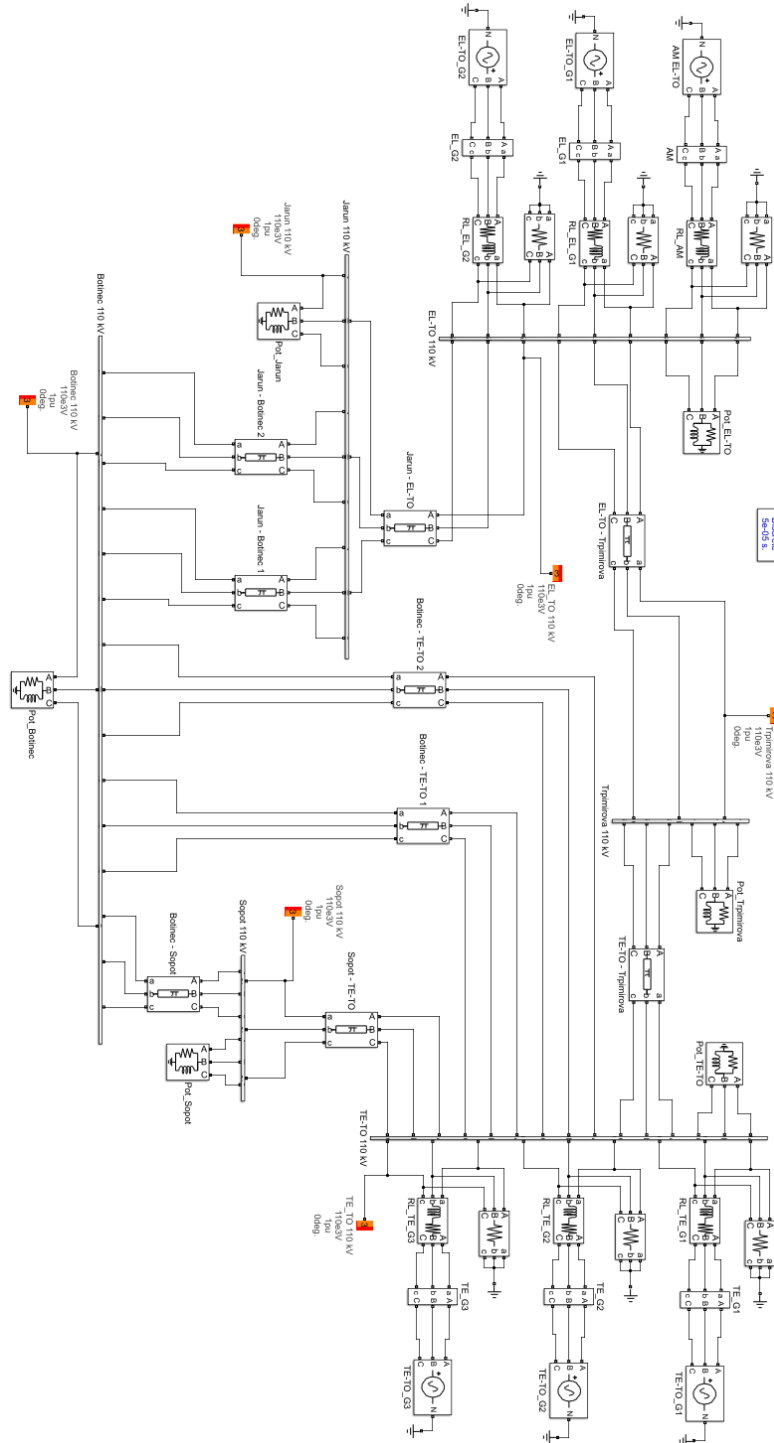 EL-TO_G2
EL-TO_G1
AM EL-TO
EL_G2
EL_G1
AM
RL_EL_G2
RL_EL_G1
RL_AM
EL-TO 110 kV
Pot_EL-TO
EL-TO - Trpimirova
5e-05 s.
Jarun 110 kV
110e3V
1pu
0deg.
Jarun 110 kV
Pot_Jarun
Botinec 110 kV
Botinec 110 kV
110e3V
1pu
0deg.
Jarun - Botinec 2
Jarun - Botinec 1
Jarun - EL-TO
EL_TO 110 kV
110e3V
1pu
0deg.
Trpimirova 110 kV
110e3V
1pu
0deg.
Trpimirova 110 kV
Pot_Trpimirova
TE-TO - Trpimirova
Botinec - TE-TO 2
Botinec - TE-TO 1
Pot_Botinec
Sopot 110 kV
110e3V
1pu
0deg.
Sopot 110 kV
Botinec - Sopot
Sopot - TE-TO
Pot_Sopot
Pot_TE-TO
TE-TO 110 kV
TE_TO 110 kV
110e3V
1pu
0deg.
RL_TE_G3
RL_TE_G2
RL_TE_G1
TE_G3
TE_G2
TE_G1
TE-TO_G3
TE-TO_G2
TE-TO_G1